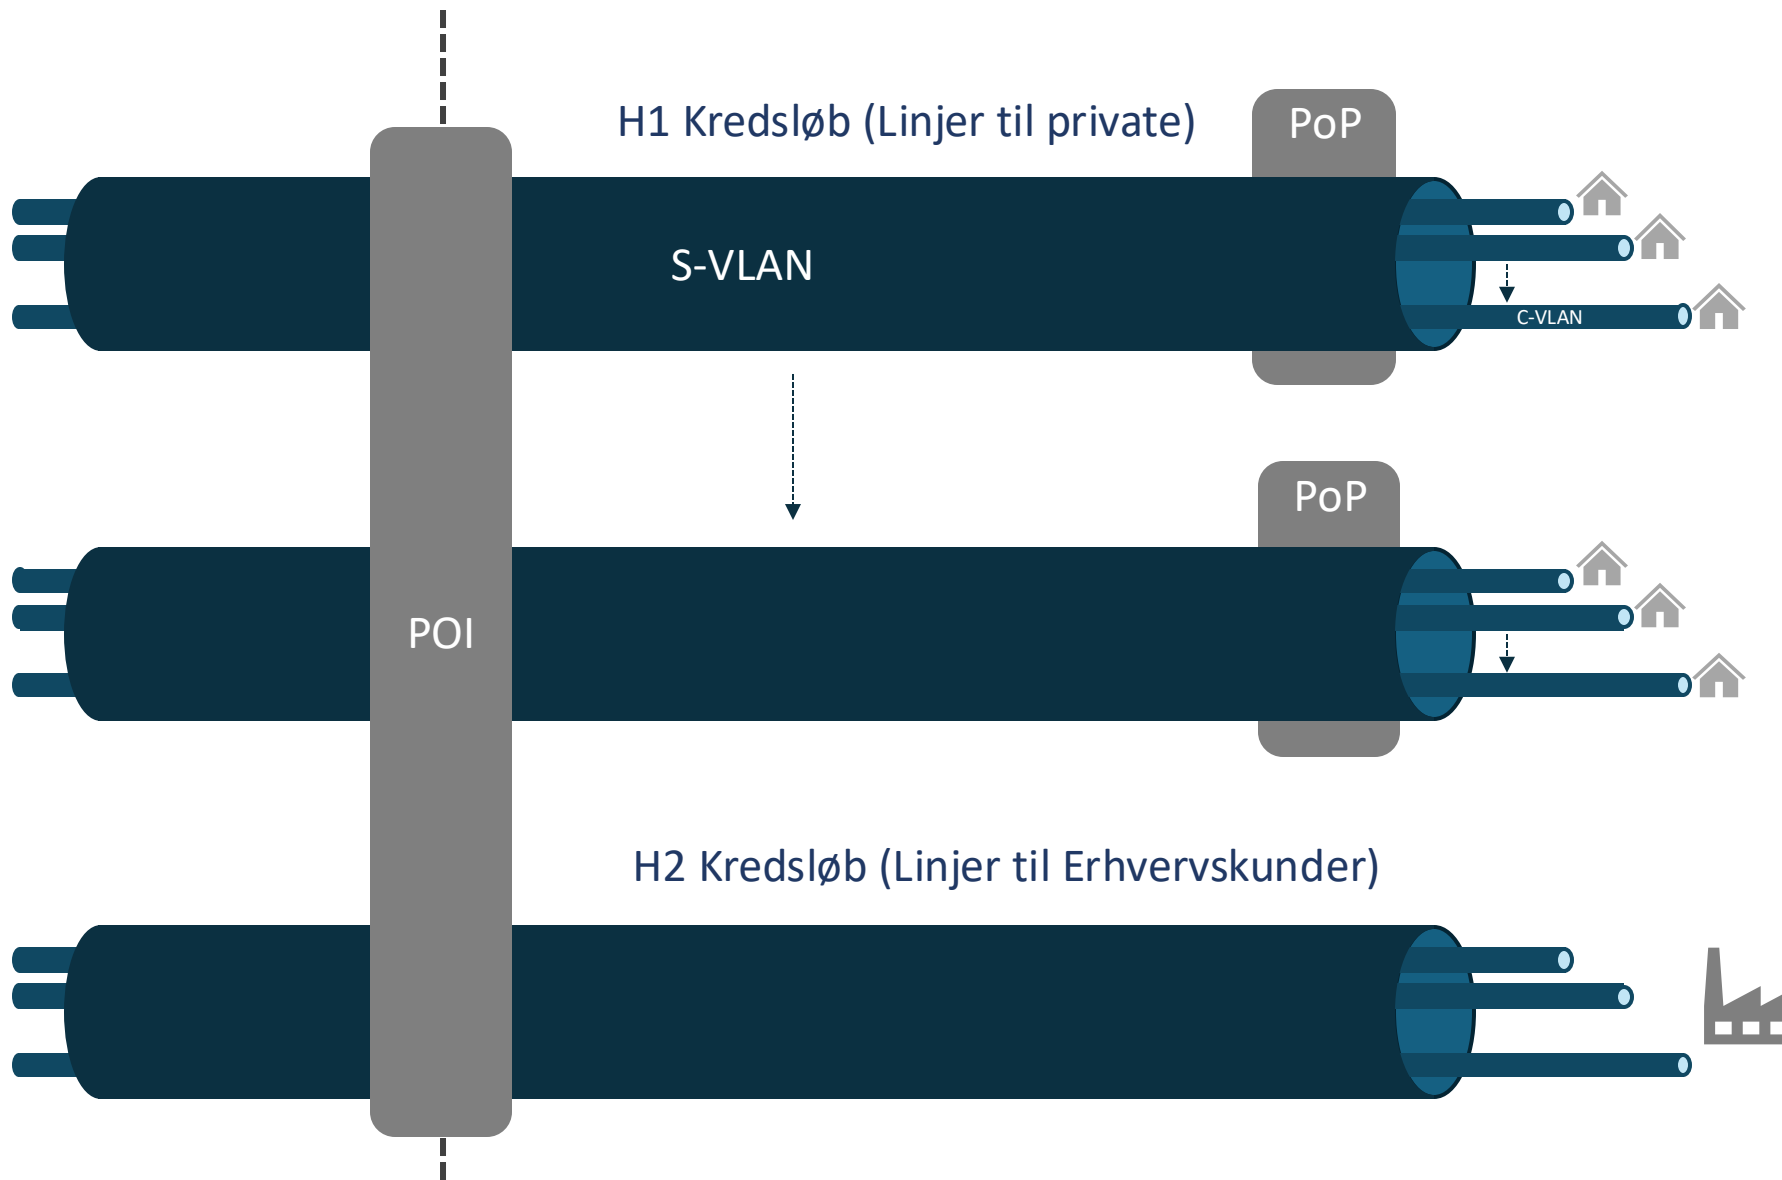 H1 Kredsløb (Linjer til private)
PoP
S-VLAN
C-VLAN
PoP
POI
H2 Kredsløb (Linjer til Erhvervskunder)